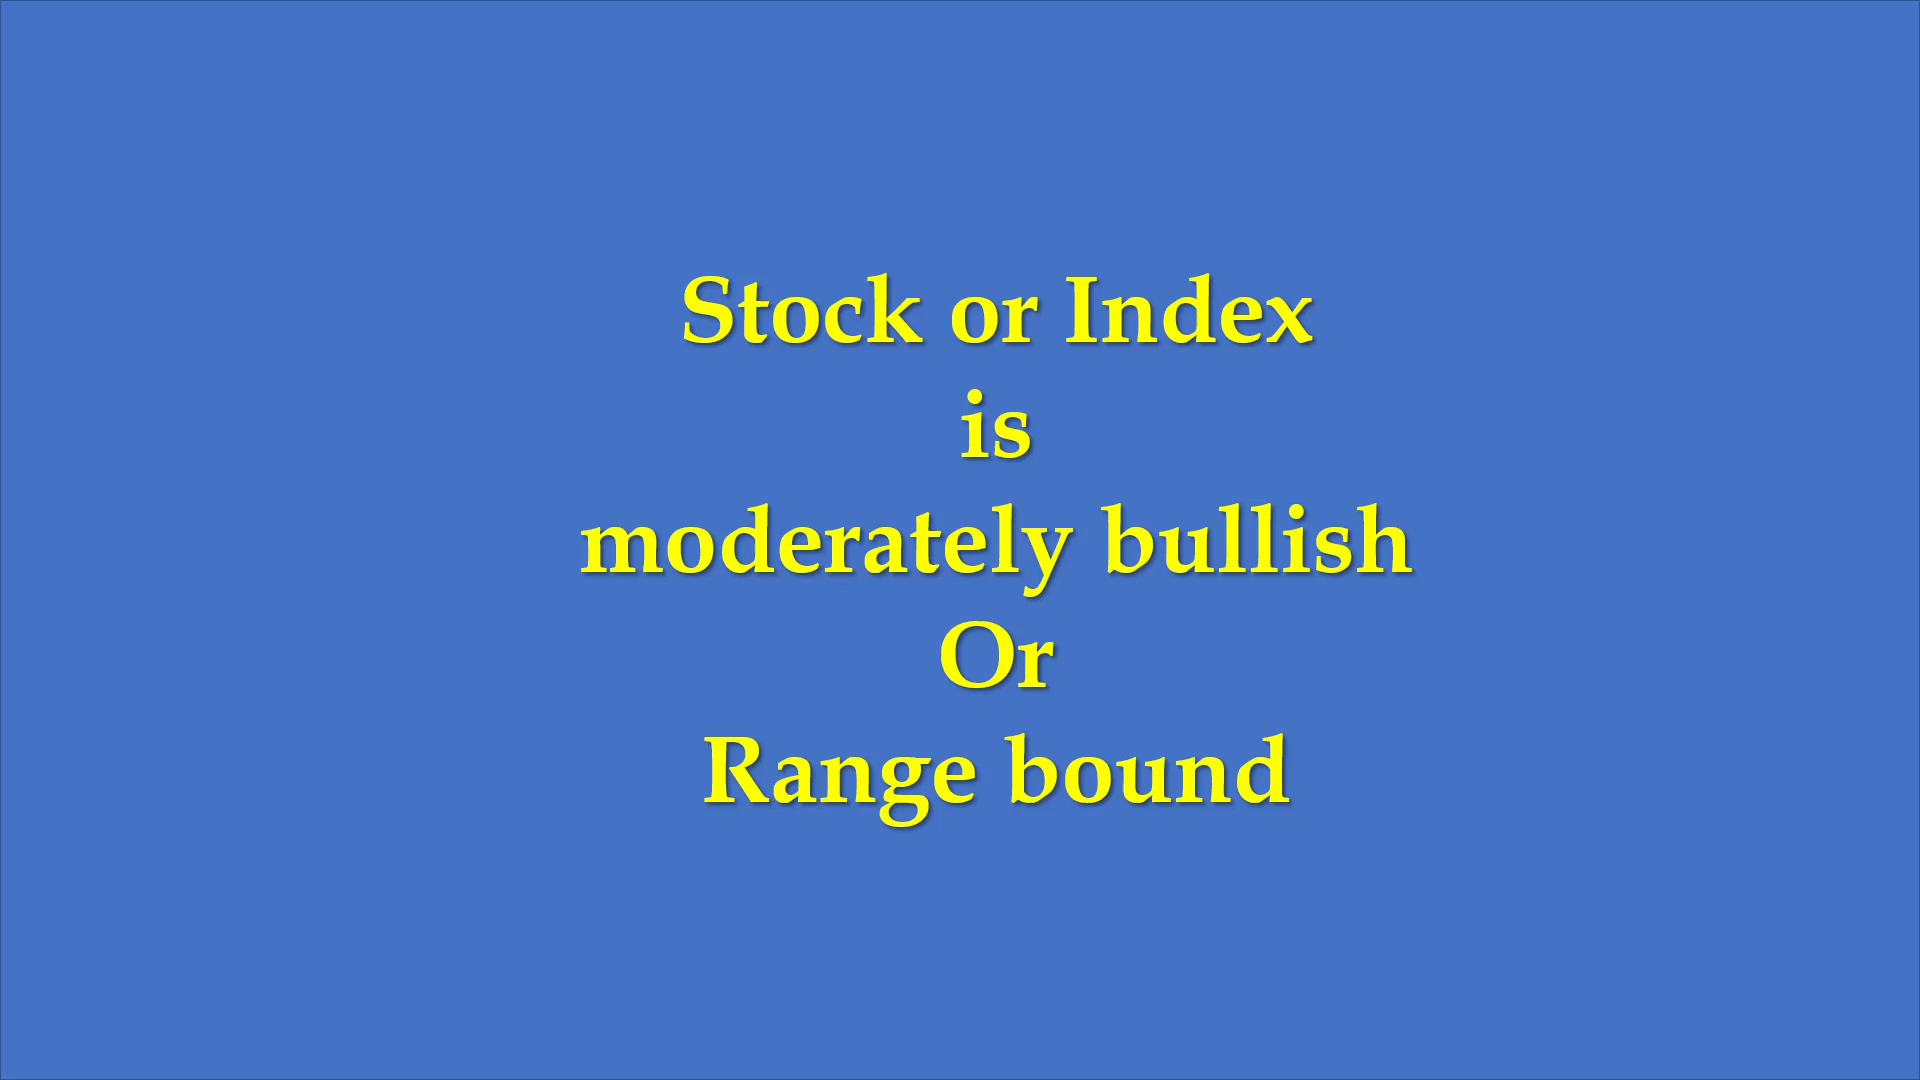 Stock or Index
is
moderately bullish
Or
Range bound